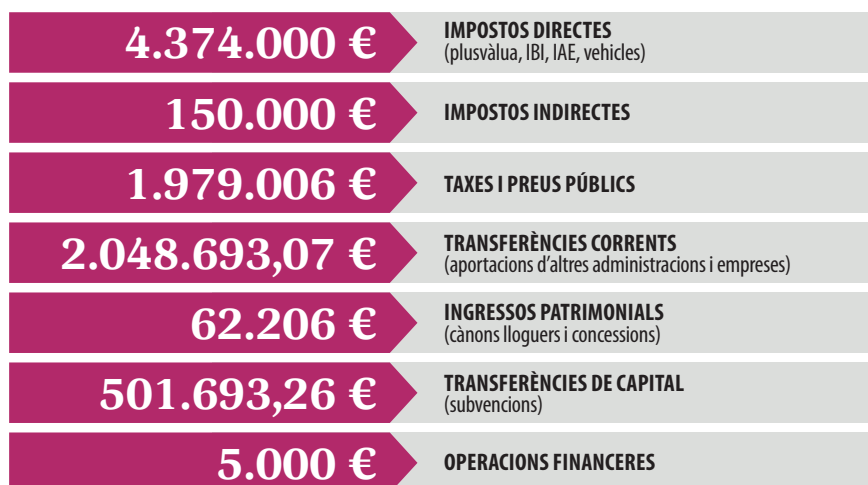 4.374.000 €
IMPOSTOS DIRECTES
(plusvàlua, IBI, IAE, vehicles)
150.000 €
IMPOSTOS INDIRECTES
1.979.006 €
TAXES I PREUS PÚBLICS
2.048.693,07 €
TRANSFERÈNCIES CORRENTS
(aportacions d'altres administracions i empreses)
62.206 €
INGRESSOS PATRIMONIALS
(cànons lloguers i concessions)
501.693,26 €
TRANSFERÈNCIES DE CAPITAL
(subvencions)
5.000 €
OPERACIONS FINANCERES